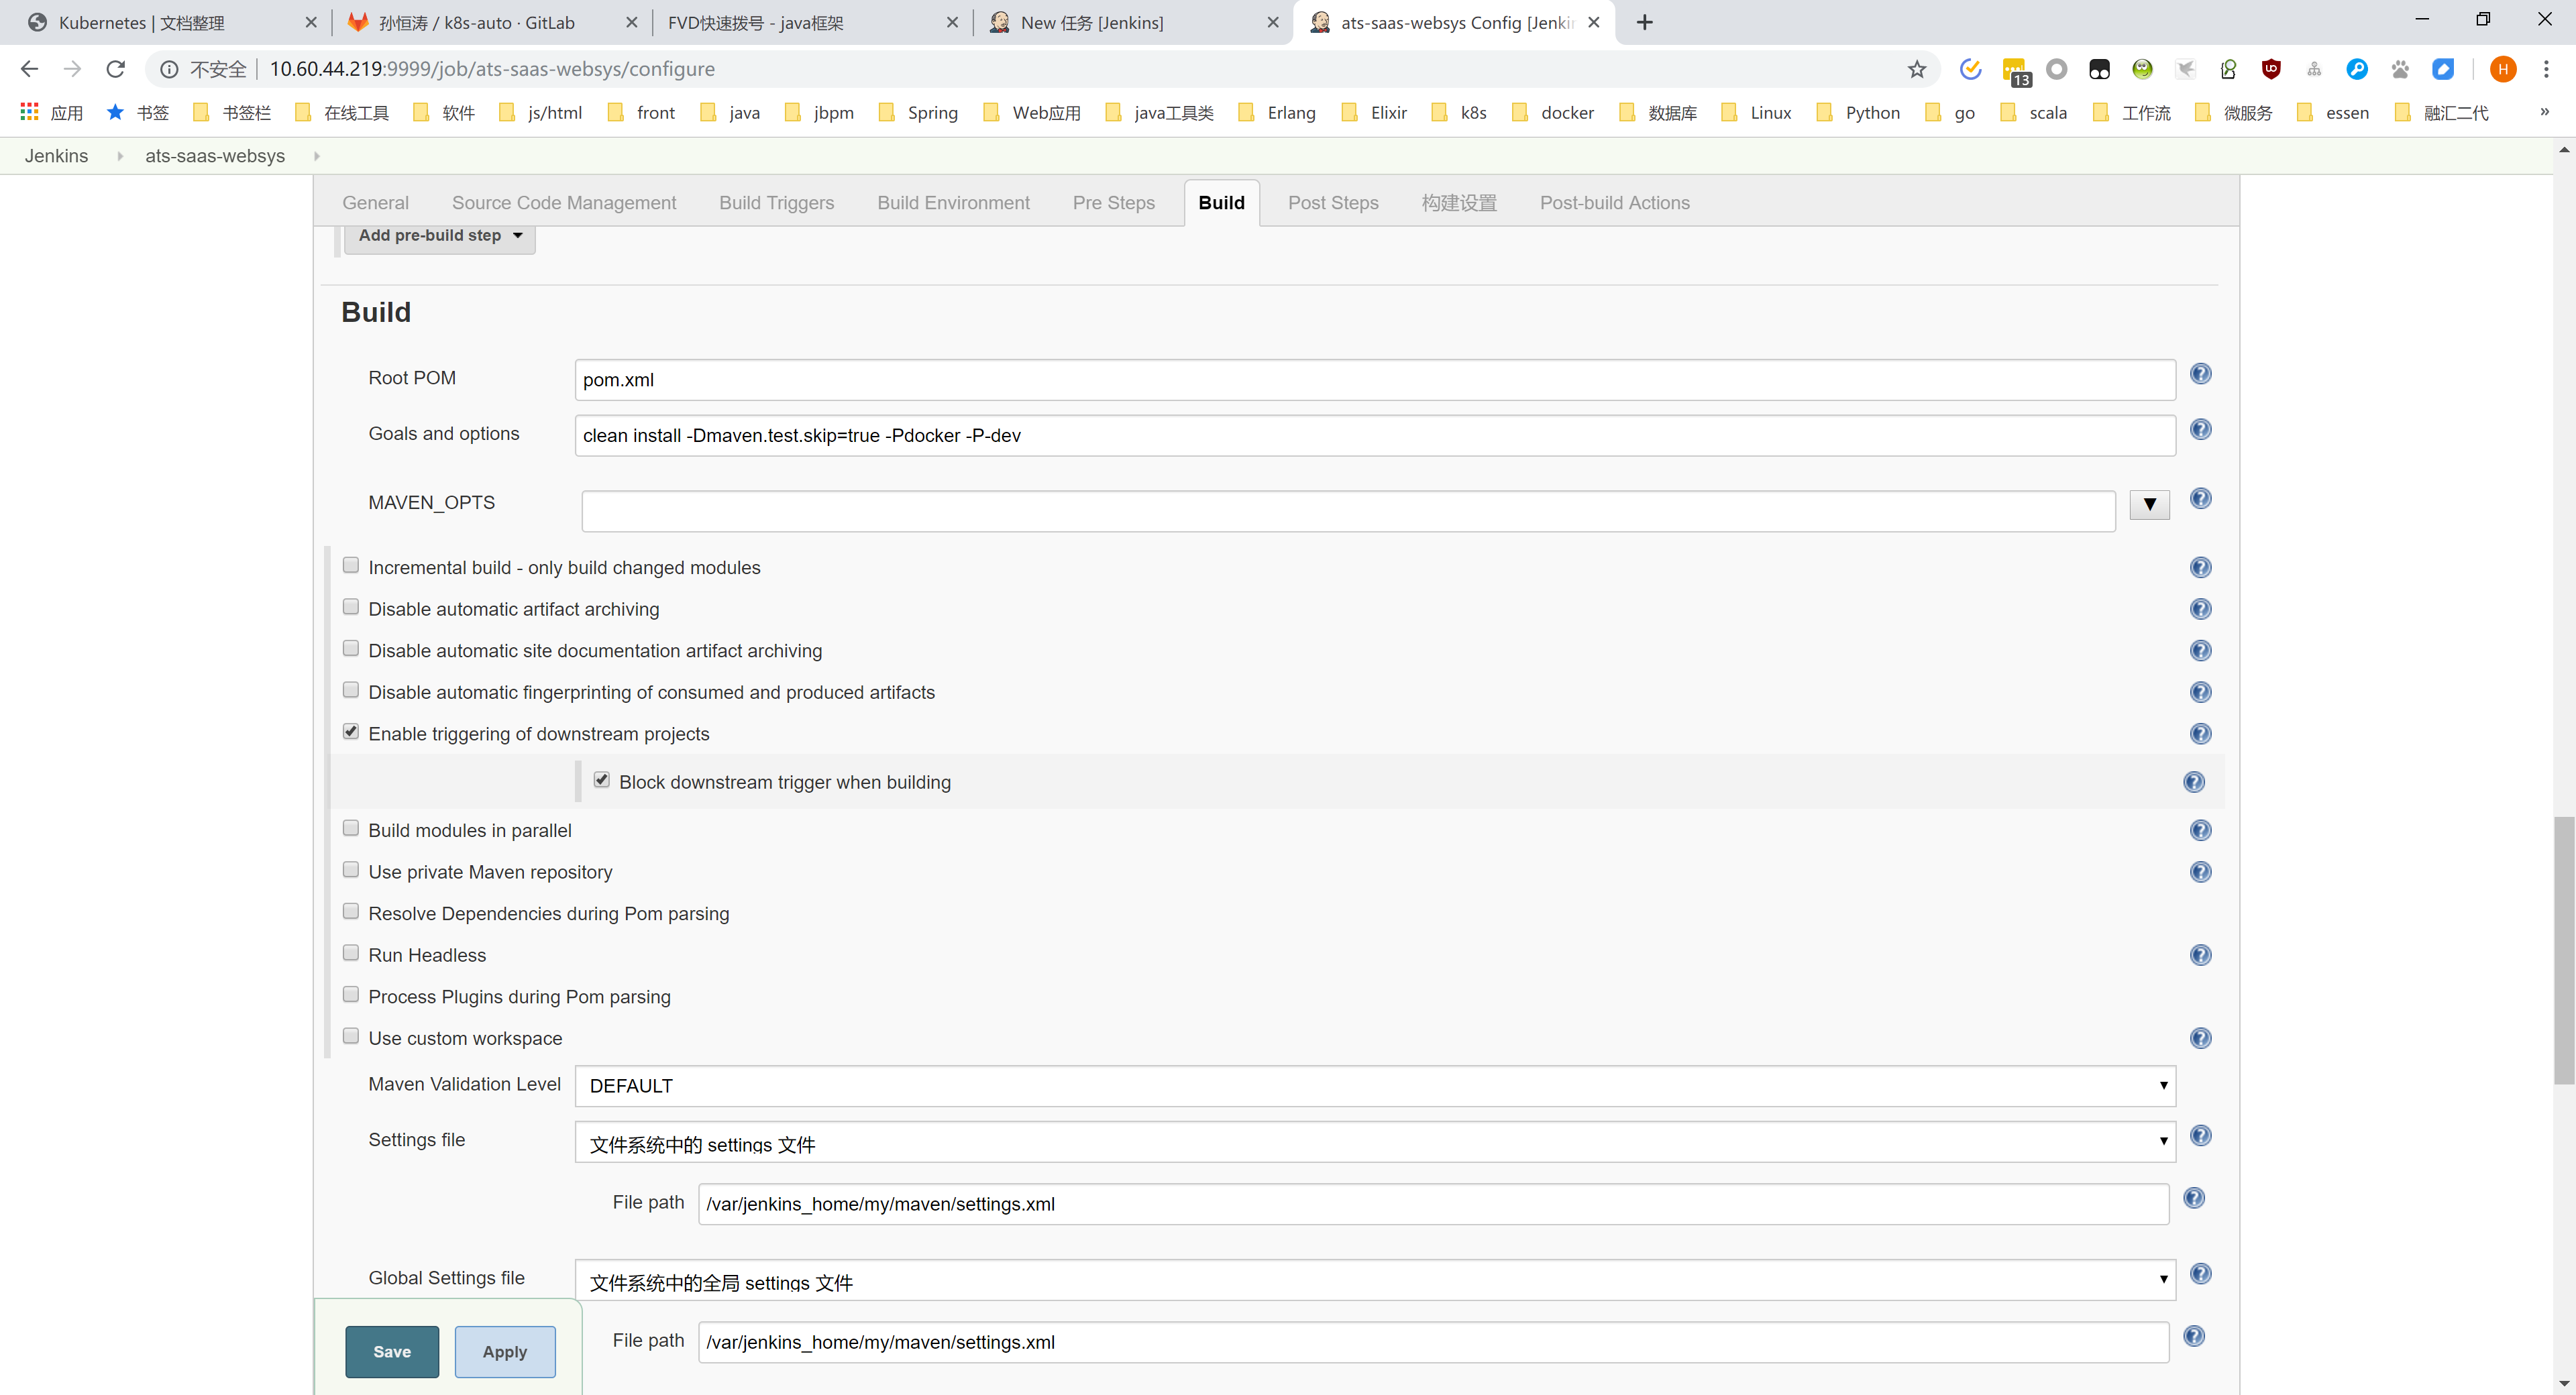 Kubernetes | 文档整理
孙恒涛 / k8s-auto · GitLab
FVD快速拨号 - java框架
New 任务 [Jenkins]
ats-saas-websys Config [Jenkin
不安全 10.60.44.219:9999/job/ats-saas-websys/configure
13
H
应用 书签 书签栏 在线工具 软件 js/html front java jbpm Spring Web应用 java工具类 Erlang Elixir k8s docker 数据库 Linux Python go scala 工作流 微服务 essen 融汇二代 »
Jenkins ats-saas-websys
General Source Code Management Build Triggers Build Environment Pre Steps Build Post Steps 构建设置 Post-build Actions
Add pre-build step
Build
Root POM pom.xml
Goals and options clean install -Dmaven.test.skip=true -Pdocker -P-dev
MAVEN_OPTS
Incremental build - only build changed modules
Disable automatic artifact archiving
Disable automatic site documentation artifact archiving
Disable automatic fingerprinting of consumed and produced artifacts
Enable triggering of downstream projects
Block downstream trigger when building
Build modules in parallel
Use private Maven repository
Resolve Dependencies during Pom parsing
Run Headless
Process Plugins during Pom parsing
Use custom workspace
Maven Validation Level DEFAULT
Settings file 文件系统中的 settings 文件
File path /var/jenkins_home/my/maven/settings.xml
Global Settings file 文件系统中的全局 settings 文件
File path /var/jenkins_home/my/maven/settings.xml
Save Apply